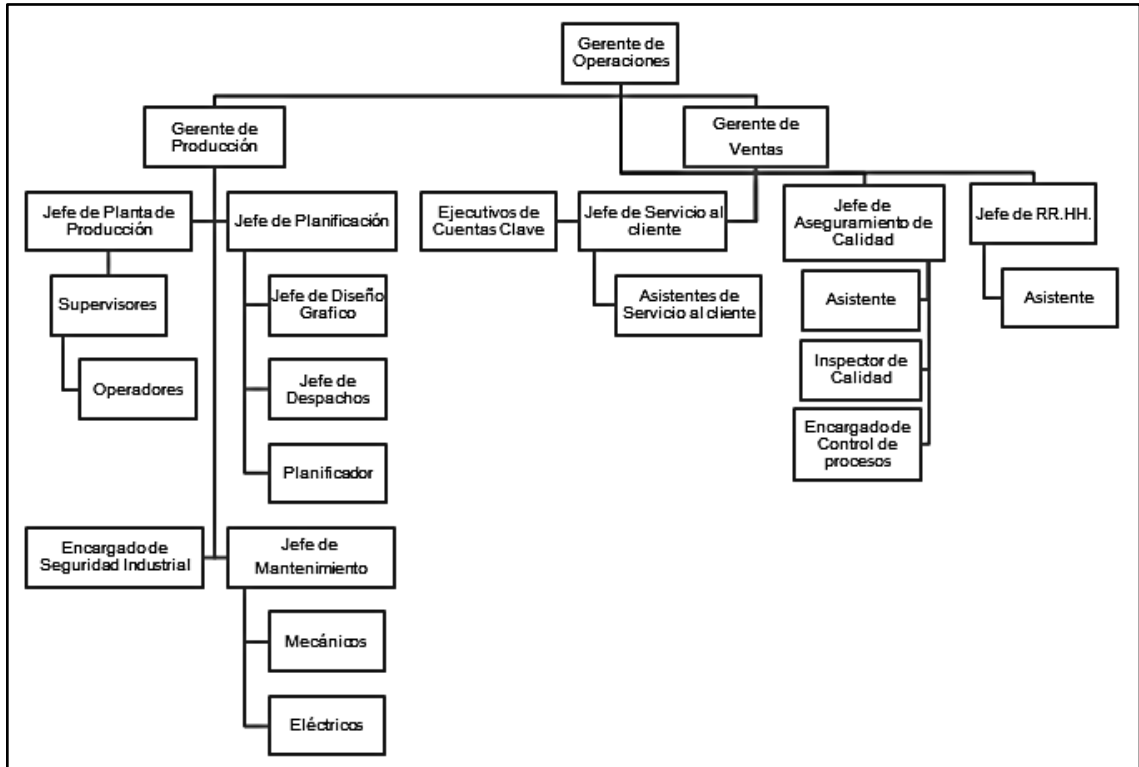 Gerente de
Operaciones
Gerente de
Producción
Gerente de
Ventas
Jefe de Planta de
Producción
Jefe de Planificación
Ejecutivos de
Cuentas Clave
Jefe de Servicio al
cliente
Jefe de
Aseguramiento de
Calidad
Jefe de RR.HH.
Supervisores
Jefe de Diseño
Grafico
Asistentes de
Servicio al cliente
Asistente
Asistente
Operadores
Jefe de
Despachos
Inspector de
Calidad
Planificador
Encargado de
Control de
procesos
Encargado de
Seguridad Industrial
Jefe de
Mantenimiento
Mecánicos
Eléctricos